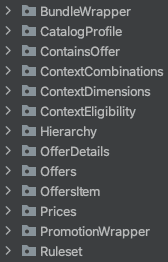 BundleWrapper
CatalogProfile
ContainsOffer
ContextCombinations
ContextDimensions
ContextEligibility
Hierarchy
OfferDetails
Offers
OffersItem
Prices
PromotionWrapper
Ruleset